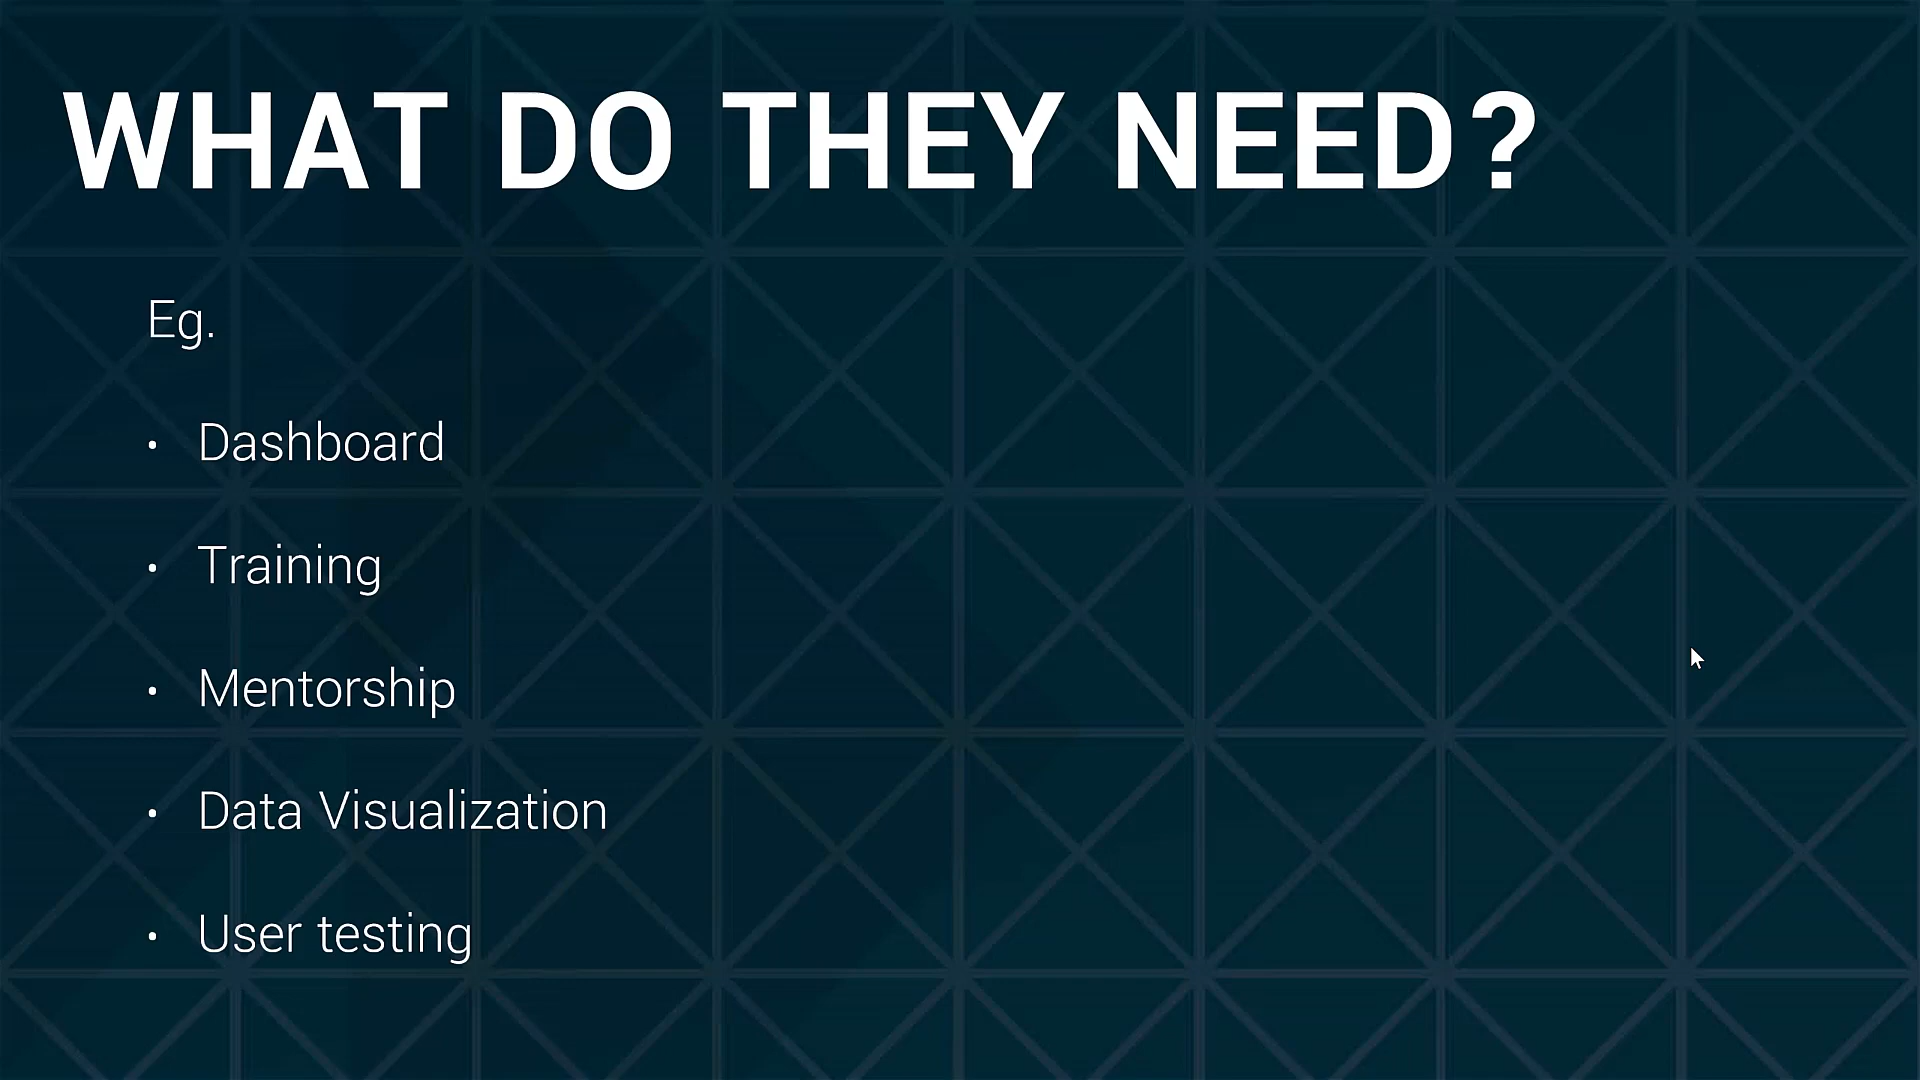 WHAT DO THEY NEED?
Eg.
• Dashboard
• Training
• Mentorship
• Data Visualization
• User testing